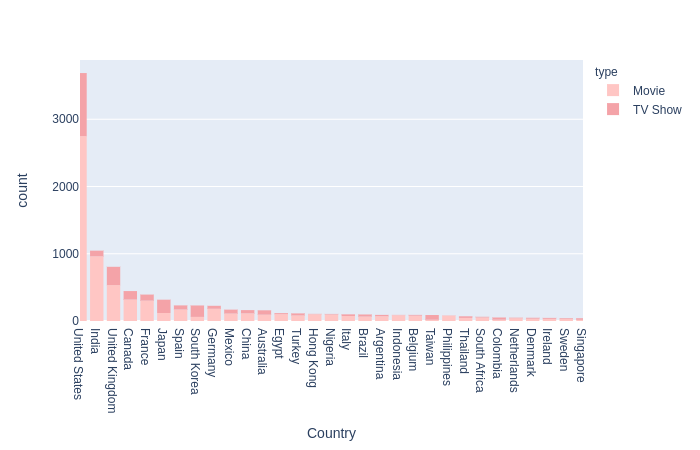 type
Movie
TV Show
count
3000
2000
1000
0
United States
India
United Kingdom
Canada
France
Japan
Spain
South Korea
Germany
Mexico
China
Australia
Egypt
Turkey
Hong Kong
Nigeria
Italy
Brazil
Argentina
Indonesia
Belgium
Taiwan
Philippines
Thailand
South Africa
Colombia
Netherlands
Denmark
Ireland
Sweden
Singapore
Country